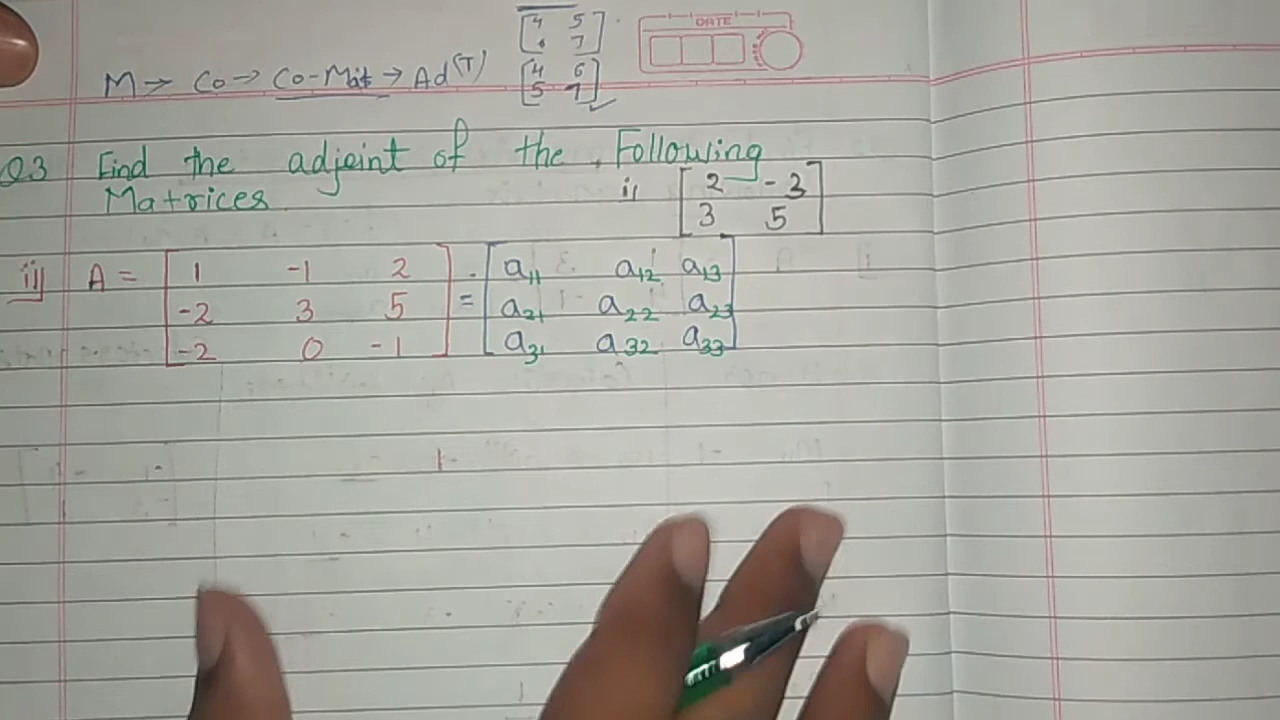 [4 5]
[6 7]
DATE
M → Co → Co-Mat → Ad(T)
[4 6]
[5 7] ✓
Q3 Find the adjoint of the Following
Matrices
i) [2 -3]
[3 5]
ii) A = [1 -1 2] = [a11 a12 a13]
[-2 3 5] [a21 a22 a23]
[-2 0 -1] [a31 a32 a33]